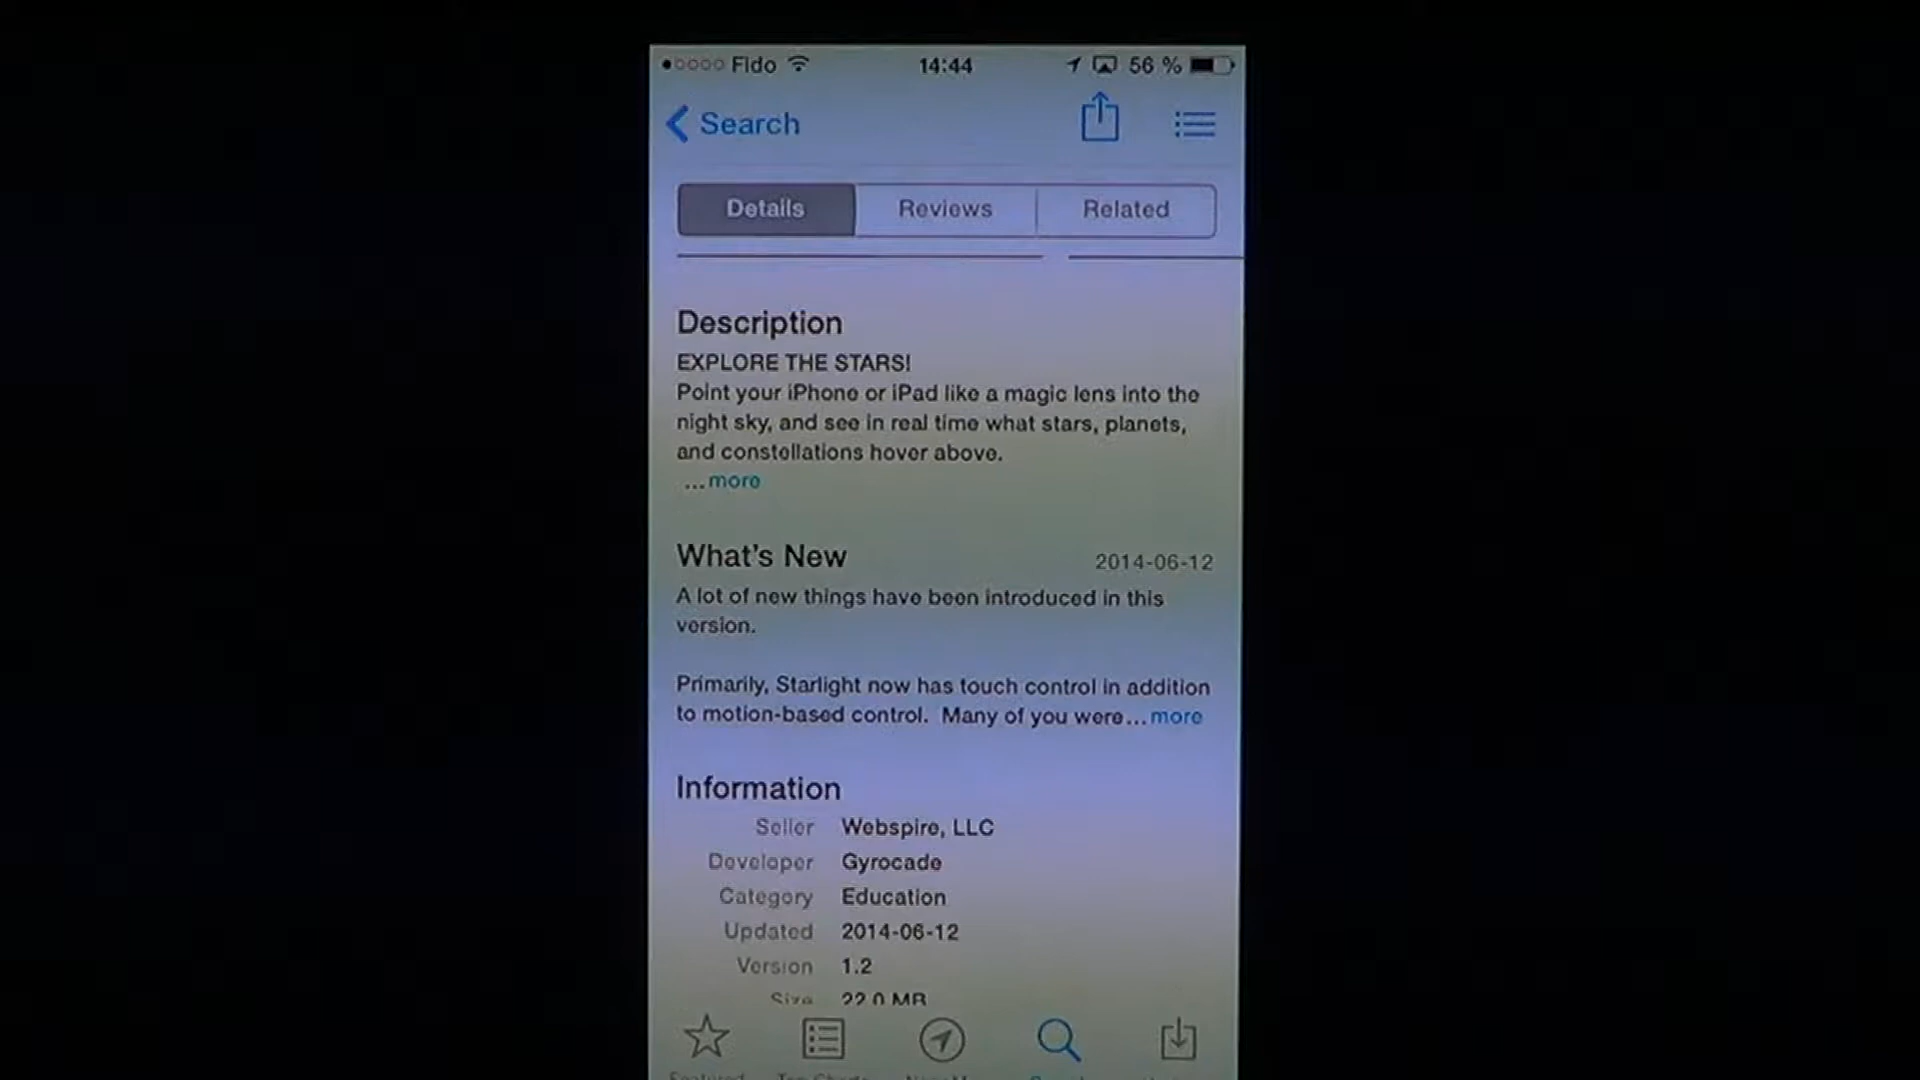 Fido 14:44 56 %
Search
Details Reviews Related
Description
EXPLORE THE STARS!
Point your iPhone or iPad like a magic lens into the
night sky, and see in real time what stars, planets,
and constellations hover above.
...more
What's New 2014-06-12
A lot of new things have been introduced in this
version.
Primarily, Starlight now has touch control in addition
to motion-based control. Many of you were...more
Information
Seller Webspire, LLC
Developer Gyrocade
Category Education
Updated 2014-06-12
Version 1.2
Size 22.0 MB